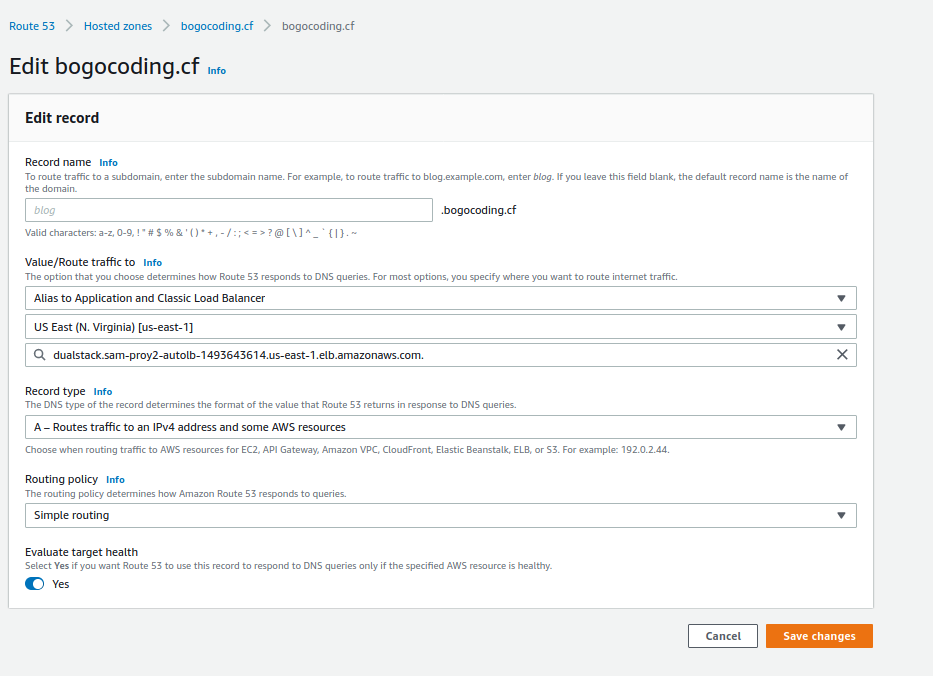 Route 53 > Hosted zones > bogocoding.cf > bogocoding.cf
Edit bogocoding.cf Info
Edit record
Record name Info
To route traffic to a subdomain, enter the subdomain name. For example, to route traffic to blog.example.com, enter blog. If you leave this field blank, the default record name is the name of
the domain.
blog .bogocoding.cf
Valid characters: a-z, 0-9, ! " # $ % & ' ( ) * + , - / : ; < = > ? @ [ \ ] ^ _ ` { | } . ~
Value/Route traffic to Info
The option that you choose determines how Route 53 responds to DNS queries. For most options, you specify where you want to route internet traffic.
Alias to Application and Classic Load Balancer
US East (N. Virginia) [us-east-1]
dualstack.sam-proy2-autolb-1493643614.us-east-1.elb.amazonaws.com.
Record type Info
The DNS type of the record determines the format of the value that Route 53 returns in response to DNS queries.
A – Routes traffic to an IPv4 address and some AWS resources
Choose when routing traffic to AWS resources for EC2, API Gateway, Amazon VPC, CloudFront, Elastic Beanstalk, ELB, or S3. For example: 192.0.2.44.
Routing policy Info
The routing policy determines how Amazon Route 53 responds to queries.
Simple routing
Evaluate target health
Select Yes if you want Route 53 to use this record to respond to DNS queries only if the specified AWS resource is healthy.
Yes
Cancel Save changes